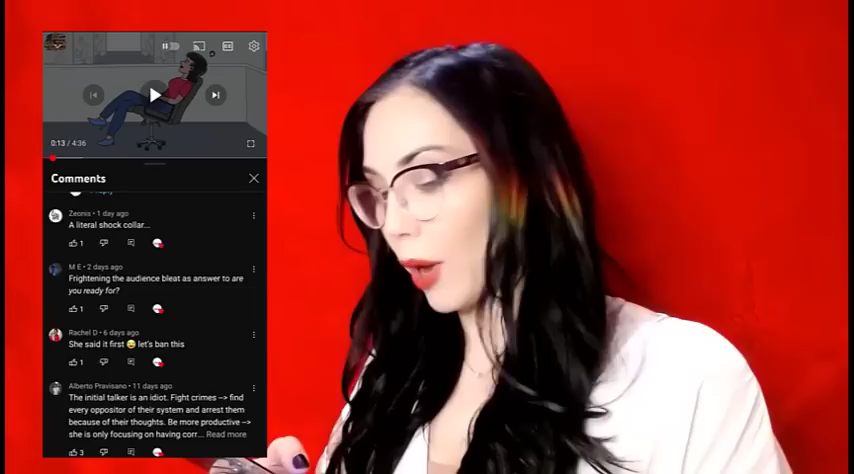 0:13 / 4:36
Comments
Zeonis • 1 day ago
A literal shock collar...
1
M E • 2 days ago
Frightening the audience bleat as answer to are
you ready for?
1
Rachel D • 6 days ago
She said it first 😂 let's ban this
1
Alberto Pravisano • 11 days ago
The initial talker is an idiot. Fight crimes –> find
every oppositor of their system and arrest them
because of their thoughts. Be more productive –>
she is only focusing on having corr... Read more
3